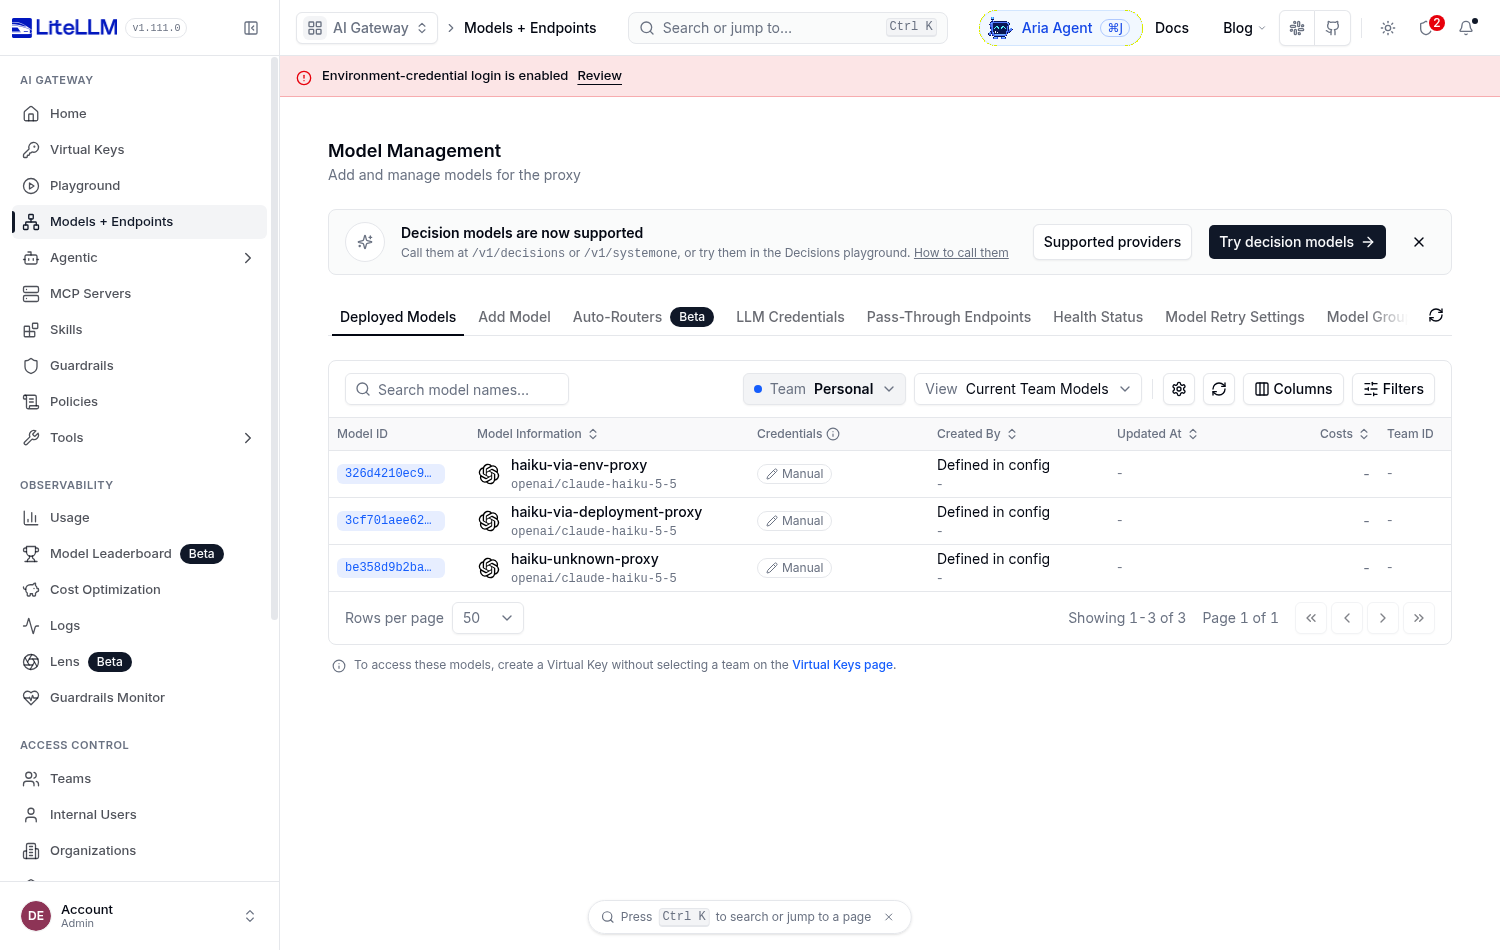 LiteLLM v1.111.0
AI Gateway
Models + Endpoints
Search or jump to... Ctrl K
Aria Agent ⌘J
Docs
Blog
2
Environment-credential login is enabled Review
AI GATEWAY
Home
Virtual Keys
Playground
Models + Endpoints
Agentic
MCP Servers
Skills
Guardrails
Policies
Tools
OBSERVABILITY
Usage
Model Leaderboard Beta
Cost Optimization
Logs
Lens Beta
Guardrails Monitor
ACCESS CONTROL
Teams
Internal Users
Organizations
DE
Account
Admin
Model Management
Add and manage models for the proxy
Decision models are now supported
Call them at /v1/decisions or /v1/systemone, or try them in the Decisions playground. How to call them
Supported providers
Try decision models →
Deployed Models Add Model Auto-Routers Beta LLM Credentials Pass-Through Endpoints Health Status Model Retry Settings Model Grou
Search model names...
Team Personal
View Current Team Models
Columns
Filters
Model ID Model Information Credentials Created By Updated At Costs Team ID
326d4210ec9… haiku-via-env-proxy Manual Defined in config - - -
openai/claude-haiku-5-5 -
3cf701aee62… haiku-via-deployment-proxy Manual Defined in config - - -
openai/claude-haiku-5-5 -
be358d9b2ba… haiku-unknown-proxy Manual Defined in config - - -
openai/claude-haiku-5-5 -
Rows per page 50
Showing 1-3 of 3 Page 1 of 1
To access these models, create a Virtual Key without selecting a team on the Virtual Keys page.
Press Ctrl K to search or jump to a page